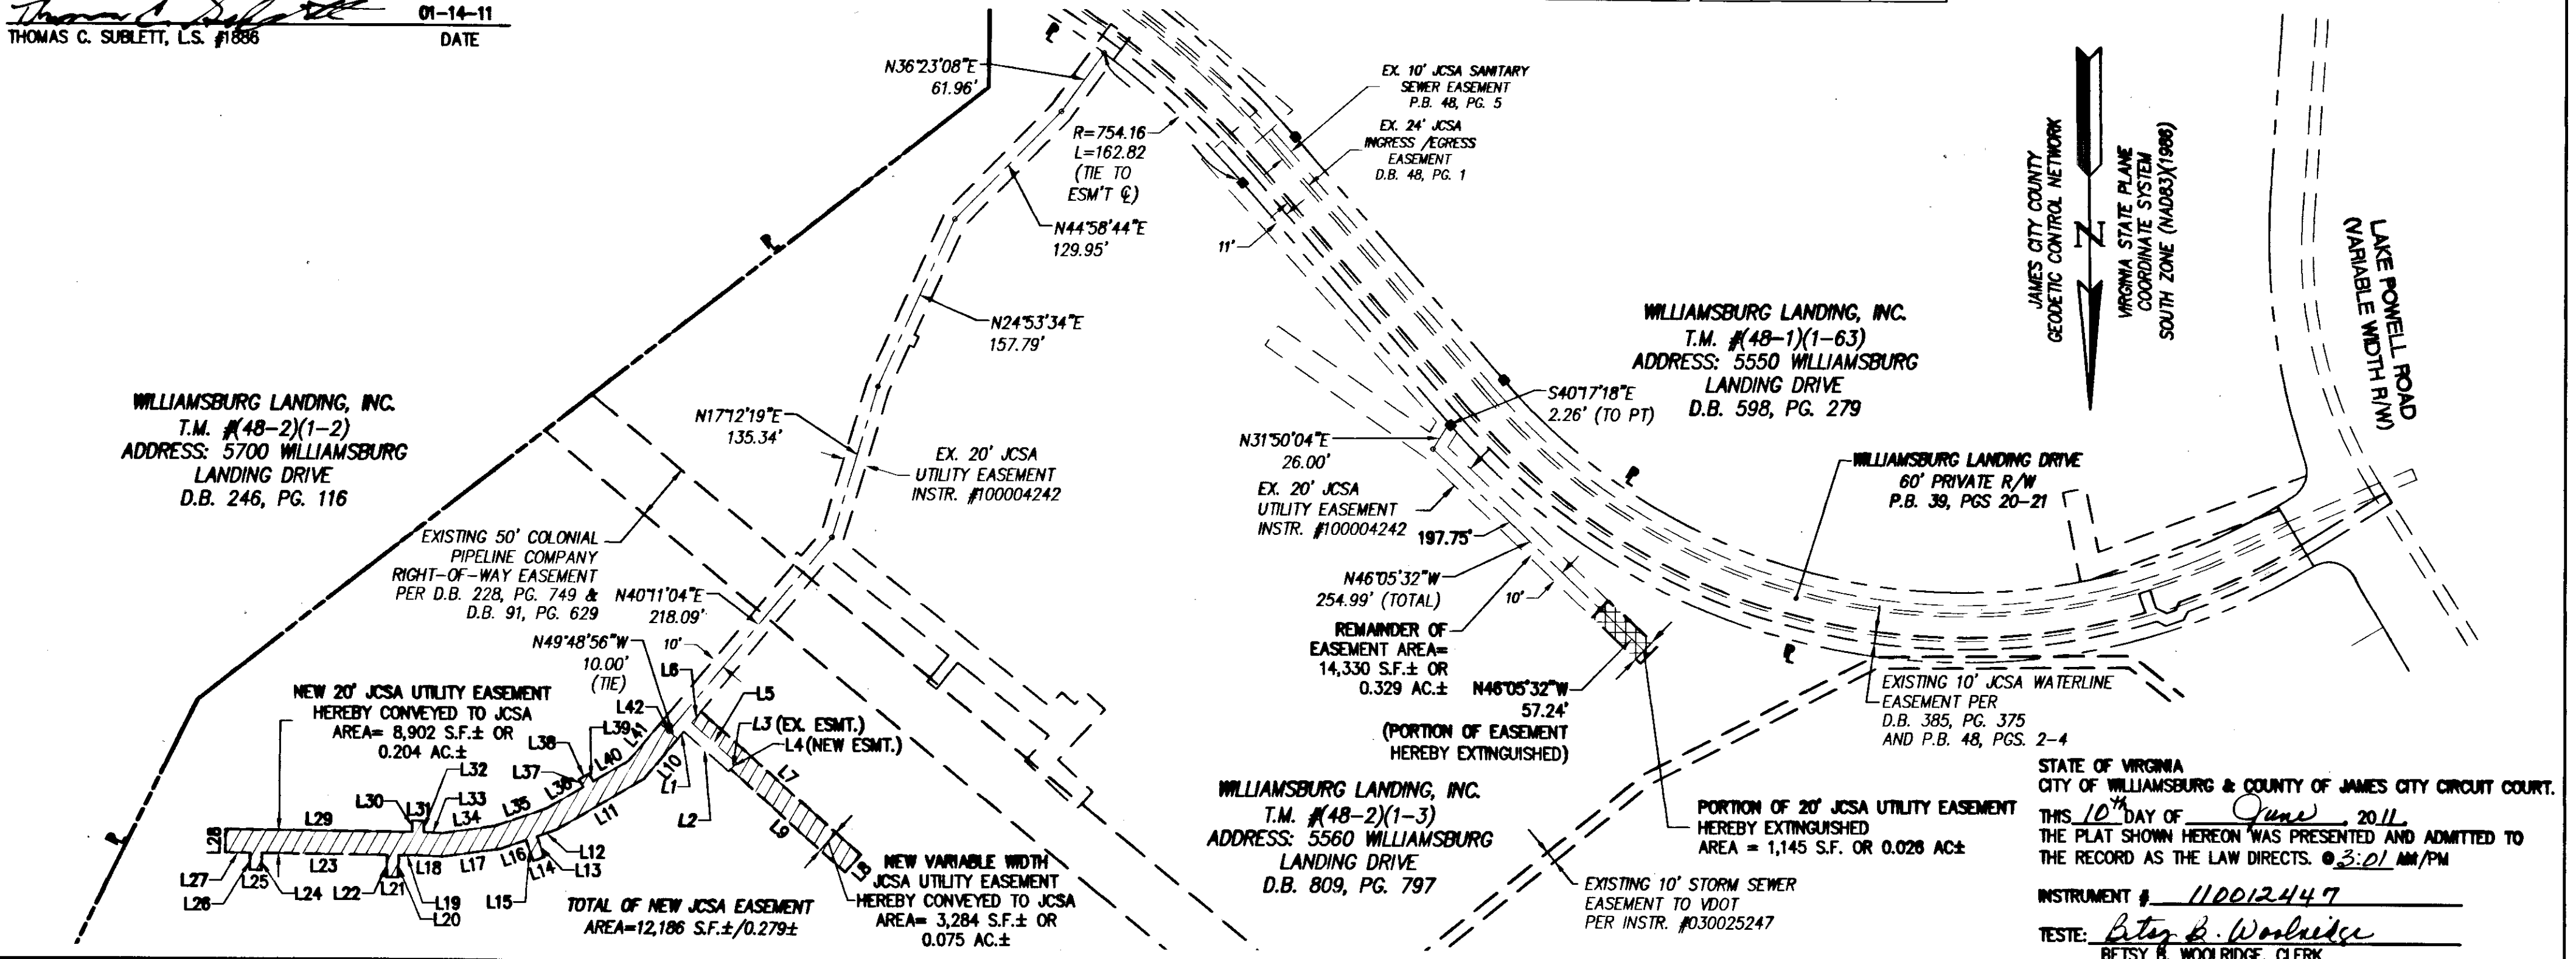 01-14-11
THOMAS C. SUBLETT, L.S. #1886
DATE
N36°23'08"E
61.96'
R=754.16
L=162.82
(TIE TO
ESM'T ℄)
N44°58'44"E
129.95'
EX. 10' JCSA SANITARY
SEWER EASEMENT
P.B. 48, PG. 5
EX. 24' JCSA
INGRESS /EGRESS
EASEMENT
D.B. 48, PG. 1
11'
JAMES CITY COUNTY
GEODETIC CONTROL NETWORK
N
VIRGINIA STATE PLANE
COORDINATE SYSTEM
SOUTH ZONE (NAD83)(1986)
LAKE POWELL ROAD
(VARIABLE WIDTH R/W)
N24°53'34"E
157.79'
WILLIAMSBURG LANDING, INC.
T.M. #(48-1)(1-63)
ADDRESS: 5550 WILLIAMSBURG
LANDING DRIVE
D.B. 598, PG. 279
WILLIAMSBURG LANDING, INC.
T.M. #(48-2)(1-2)
ADDRESS: 5700 WILLIAMSBURG
LANDING DRIVE
D.B. 246, PG. 116
N17°12'19"E
135.34'
EX. 20' JCSA
UTILITY EASEMENT
INSTR. #100004242
S40°17'18"E
2.26' (TO PT)
N31°50'04"E
26.00'
EX. 20' JCSA
UTILITY EASEMENT
INSTR. #100004242
197.75'
WILLIAMSBURG LANDING DRIVE
60' PRIVATE R/W
P.B. 39, PGS 20-21
EXISTING 50' COLONIAL
PIPELINE COMPANY
RIGHT-OF-WAY EASEMENT
PER D.B. 228, PG. 749 &
D.B. 91, PG. 629
N40°11'04"E
218.09'
N49°48'56"W
10.00'
(TIE)
10'
N46°05'32"W
254.99' (TOTAL)
10'
REMAINDER OF
EASEMENT AREA=
14,330 S.F.± OR
0.329 AC.±
N46°05'32"W
57.24'
(PORTION OF EASEMENT
HEREBY EXTINGUISHED)
EXISTING 10' JCSA WATERLINE
EASEMENT PER
D.B. 385, PG. 375
AND P.B. 48, PGS. 2-4
NEW 20' JCSA UTILITY EASEMENT
HEREBY CONVEYED TO JCSA
AREA= 8,902 S.F.± OR
0.204 AC.±
L6
L5
L42
L3 (EX. ESMT.)
L4 (NEW ESMT.)
L39
L41
L38
L40
L37
L36
L10
L1
L7
L32
L30
L31
L33
L35
L34
L11
L2
L29
L9
L28
L23
L18
L17
L16
L12
L14
L13
L8
L27
L25
L24
L22
L21
L19
L15
L26
L20
TOTAL OF NEW JCSA EASEMENT
AREA=12,186 S.F.±/0.279±
NEW VARIABLE WIDTH
JCSA UTILITY EASEMENT
HEREBY CONVEYED TO JCSA
AREA= 3,284 S.F.± OR
0.075 AC.±
WILLIAMSBURG LANDING, INC.
T.M. #(48-2)(1-3)
ADDRESS: 5560 WILLIAMSBURG
LANDING DRIVE
D.B. 809, PG. 797
PORTION OF 20' JCSA UTILITY EASEMENT
HEREBY EXTINGUISHED
AREA = 1,145 S.F. OR 0.026 AC±
EXISTING 10' STORM SEWER
EASEMENT TO VDOT
PER INSTR. #030025247
STATE OF VIRGINIA
CITY OF WILLIAMSBURG & COUNTY OF JAMES CITY CIRCUIT COURT.
THIS 10th DAY OF June, 2011.
THE PLAT SHOWN HEREON WAS PRESENTED AND ADMITTED TO
THE RECORD AS THE LAW DIRECTS. @ 3:01 AM/PM
INSTRUMENT # 110012447
TESTE: Betsy B. Woolridge
BETSY B. WOOLRIDGE, CLERK